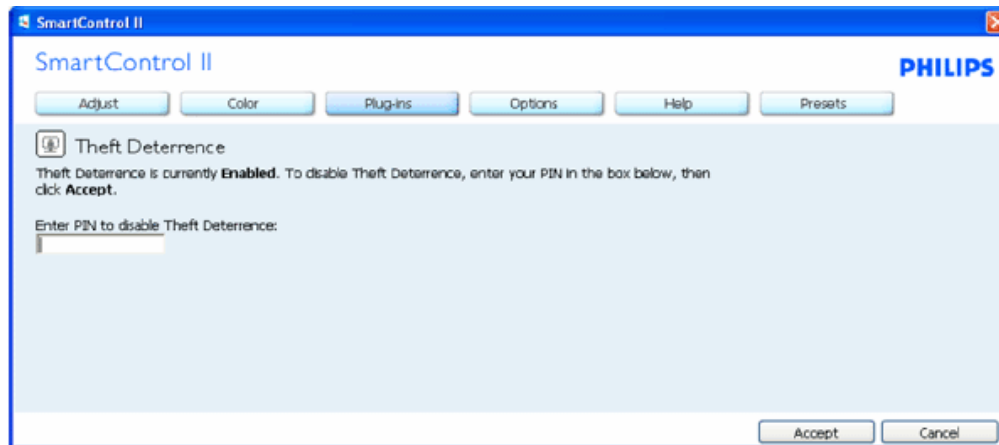 SmartControl II
SmartControl II
PHILIPS
Adjust Color Plug-ins Options Help Presets
Theft Deterrence
Theft Deterrence is currently Enabled. To disable Theft Deterrence, enter your PIN in the box below, then
click Accept.
Enter PIN to disable Theft Deterrence:
Accept Cancel